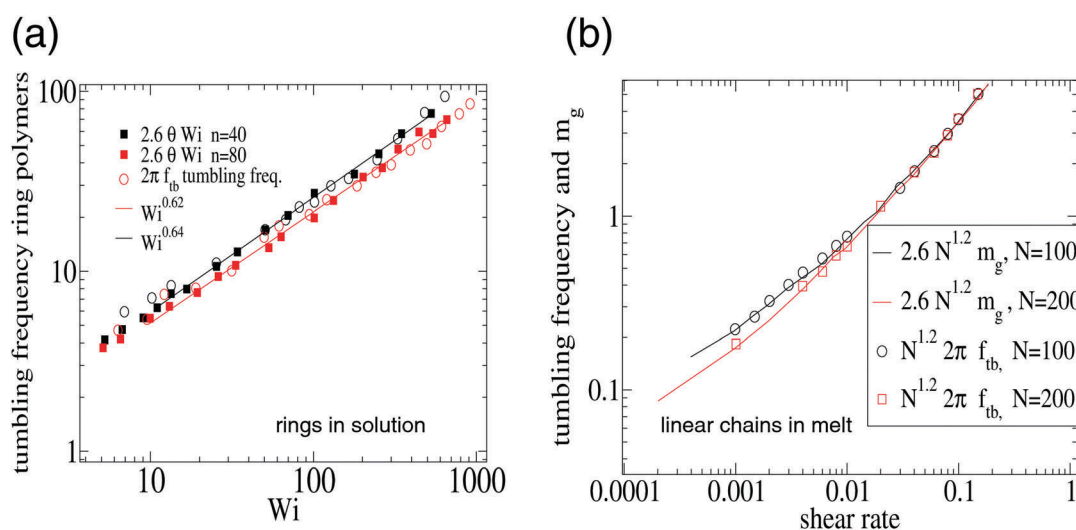 (a)
tumbling frequency ring polymers
100
10
1
2.6 θ Wi n=40
2.6 θ Wi n=80
2π f_tb tumbling freq.
Wi^0.62
Wi^0.64
rings in solution
10
100
1000
Wi
(b)
tumbling frequency and m_g
1
0.1
2.6 N^1.2 m_g, N=100
2.6 N^1.2 m_g, N=200
N^1.2 2π f_tb, N=100
N^1.2 2π f_tb, N=200
linear chains in melt
0.0001
0.001
0.01
0.1
1
shear rate